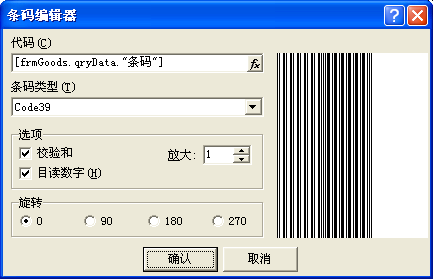 条码编辑器
代码(C)
[frmGoods.qryData."条码"]
fx
条码类型(T)
Code39
选项
校验和
放大: 1
目读数字(H)
旋转
0 90 180 270
确认 取消